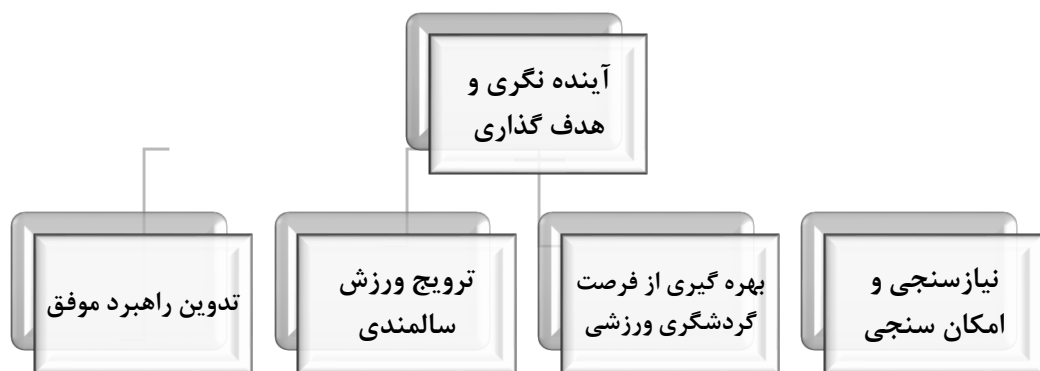 آینده نگری و
هدف گذاری
نیازسنجی و
امکان سنجی
بهره گیری از فرصت
گردشگری ورزشی
ترویج ورزش
سالمندی
تدوین راهبرد موفق